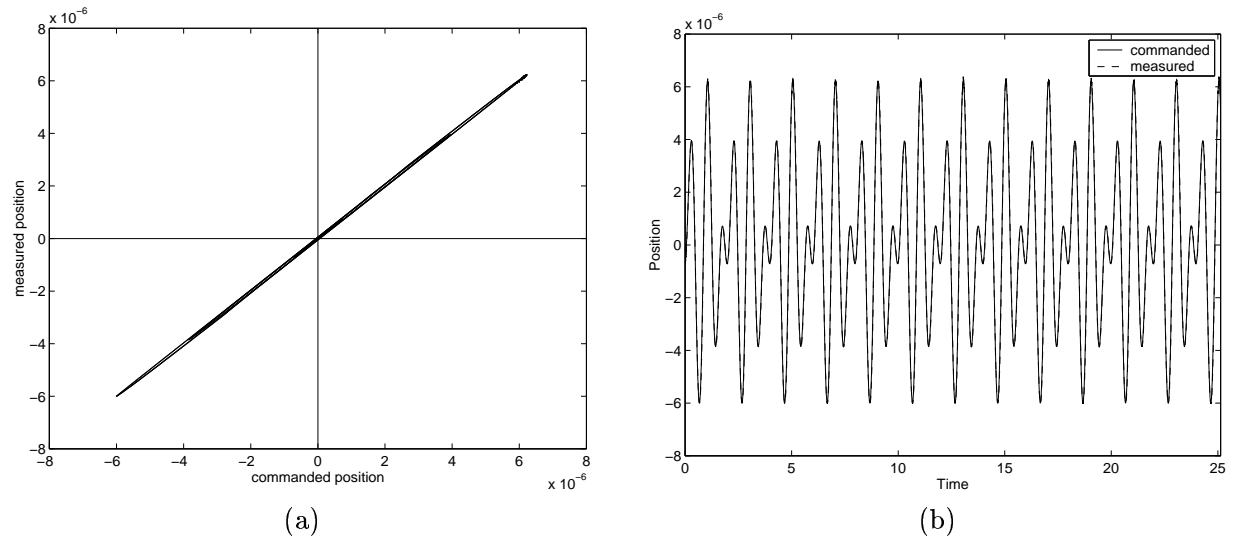 x 10⁻⁶
8
6
4
2
0
−2
−4
−6
−8
measured position
−8 −6 −4 −2 0 2 4 6 8
commanded position
x 10⁻⁶
(a)
x 10⁻⁶
8
6
4
2
0
−2
−4
−6
−8
Position
commanded
measured
0 5 10 15 20 25
Time
(b)